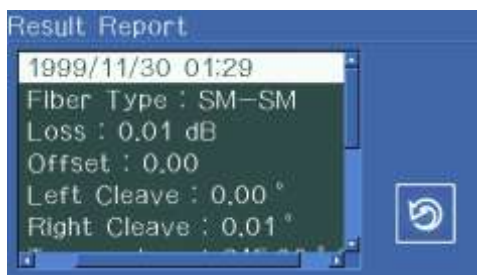 Result Report
1999/11/30 01:29
Fiber Type : SM-SM
Loss : 0.01 dB
Offset : 0.00
Left Cleave : 0.00 °
Right Cleave : 0.01 °